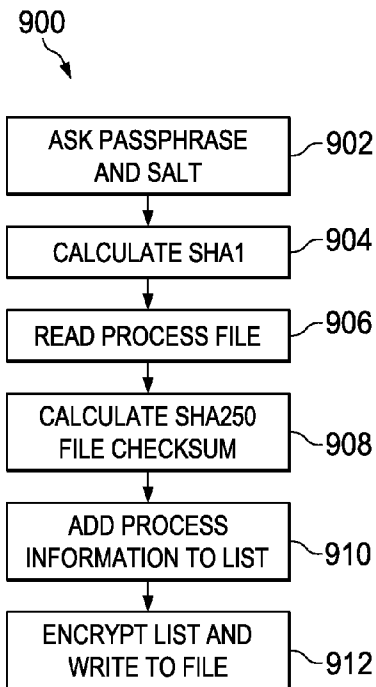 900
ASK PASSPHRASE
AND SALT
902
CALCULATE SHA1
904
READ PROCESS FILE
906
CALCULATE SHA250
FILE CHECKSUM
908
ADD PROCESS
INFORMATION TO LIST
910
ENCRYPT LIST AND
WRITE TO FILE
912